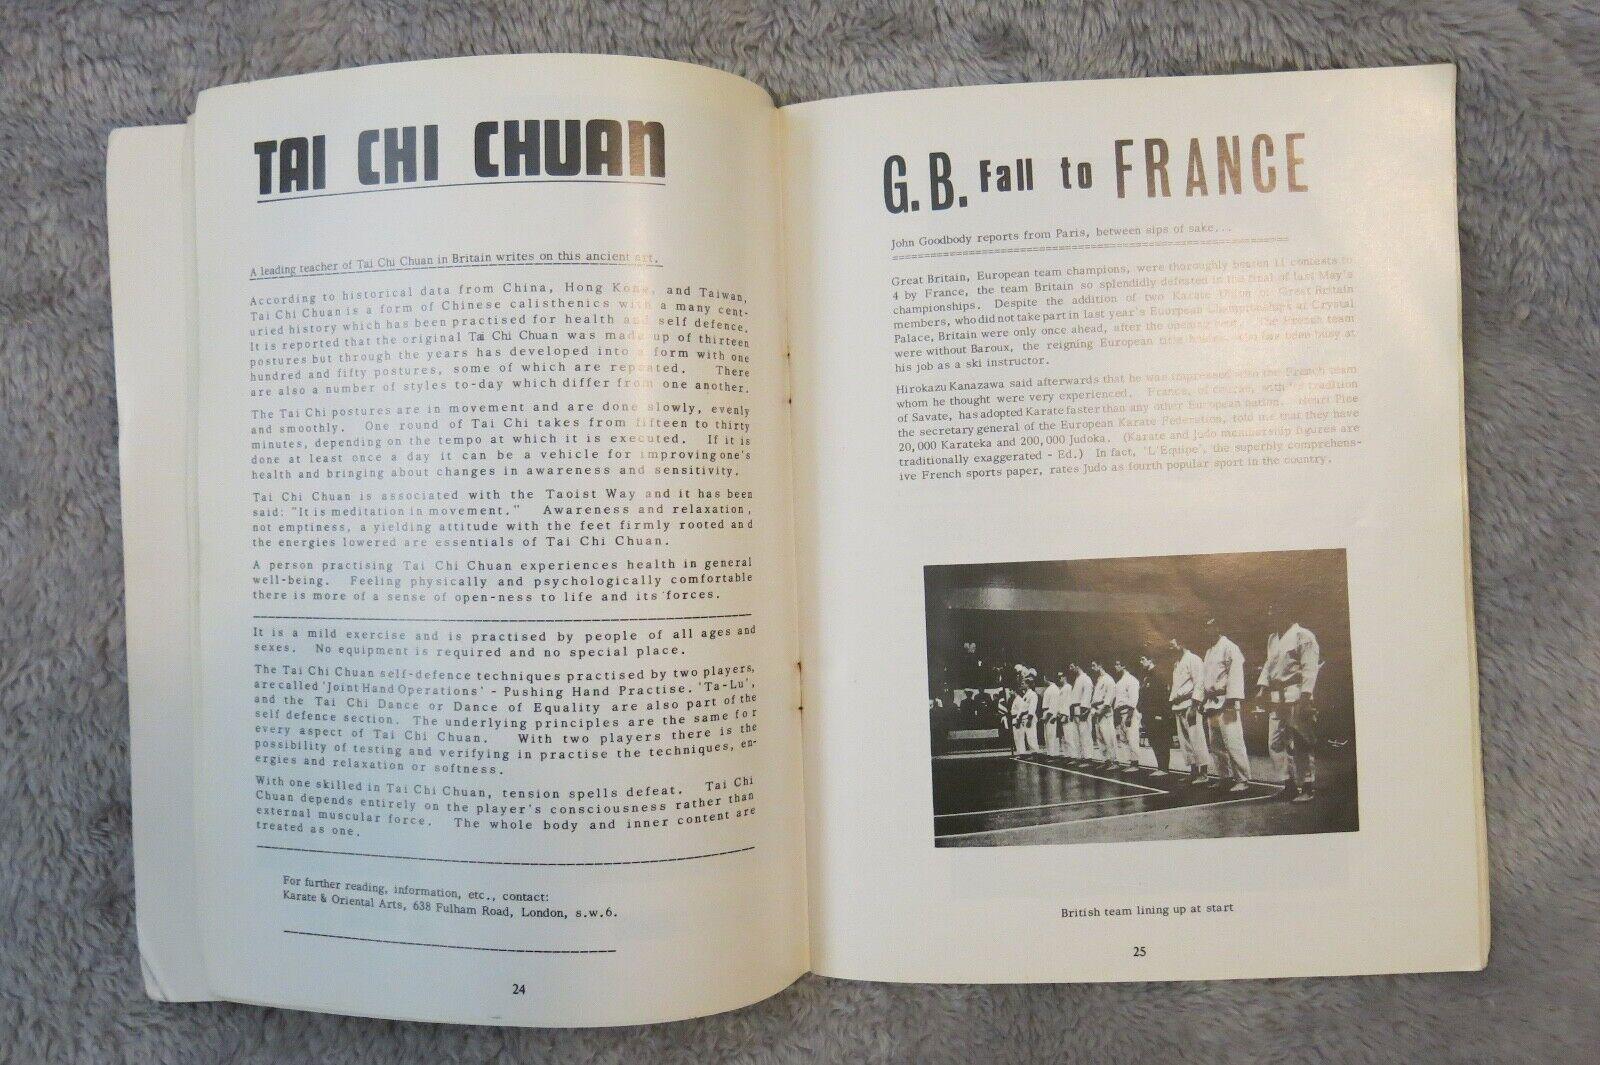 TAI CHI CHUAN
A leading teacher of Tai Chi Chuan in Britain writes on this ancient art.
According to historical data from China, Hong Kong, and Taiwan,
Tai Chi Chuan is a form of Chinese calisthenics with a many cent-
uried history which has been practised for health and self defence.
It is reported that the original Tai Chi Chuan was made up of thirteen
postures but through the years has developed into a form with one
hundred and fifty postures, some of which are repeated. There
are also a number of styles to-day which differ from one another.
The Tai Chi postures are in movement and are done slowly, evenly
and smoothly. One round of Tai Chi takes from fifteen to thirty
minutes, depending on the tempo at which it is executed. If it is
done at least once a day it can be a vehicle for improving one's
health and bringing about changes in awareness and sensitivity.
Tai Chi Chuan is associated with the Taoist Way and it has been
said: "It is meditation in movement." Awareness and relaxation,
not emptiness, a yielding attitude with the feet firmly rooted and
the energies lowered are essentials of Tai Chi Chuan.
A person practising Tai Chi Chuan experiences health in general
well-being. Feeling physically and psychologically comfortable
there is more of a sense of open-ness to life and its forces.
It is a mild exercise and is practised by people of all ages and
sexes. No equipment is required and no special place.
The Tai Chi Chuan self-defence techniques practised by two players,
are called 'Joint Hand Operations' - Pushing Hand Practise. 'Ta-Lu',
and the Tai Chi Dance or Dance of Equality are also part of the
self defence section. The underlying principles are the same for
every aspect of Tai Chi Chuan. With two players there is the
possibility of testing and verifying in practise the techniques, en-
ergies and relaxation or softness.
With one skilled in Tai Chi Chuan, tension spells defeat. Tai Chi
Chuan depends entirely on the player's consciousness rather than
external muscular force. The whole body and inner content are
treated as one.
For further reading, information, etc., contact:
Karate & Oriental Arts, 638 Fulham Road, London, s.w.6.
24
G.B. Fall to FRANCE
John Goodbody reports from Paris, between sips of sake...
Great Britain, European team champions, were thoroughly beaten 11 contests to
4 by France, the team Britain so splendidly defeated in the final of last May's
championships. Despite the addition of two Karate Union of Great Britain
members, who did not take part in last year's European Championships at Crystal
Palace, Britain were only once ahead, after the opening The French team
were without Baroux, the reigning European title who has been busy at
his job as a ski instructor.
Hirokazu Kanazawa said afterwards that he was impressed with the French team
whom he thought were very experienced. France, of course, with its tradition
of Savate, has adopted Karate faster than any other European nation. Henri Plee
the secretary general of the European Karate Federation, told me that they have
20,000 Karateka and 200,000 Judoka. (Karate and Judo membership figures are
traditionally exaggerated - Ed.) In fact, 'L'Equipe', the superbly comprehens-
ive French sports paper, rates Judo as fourth popular sport in the country.
British team lining up at start
25